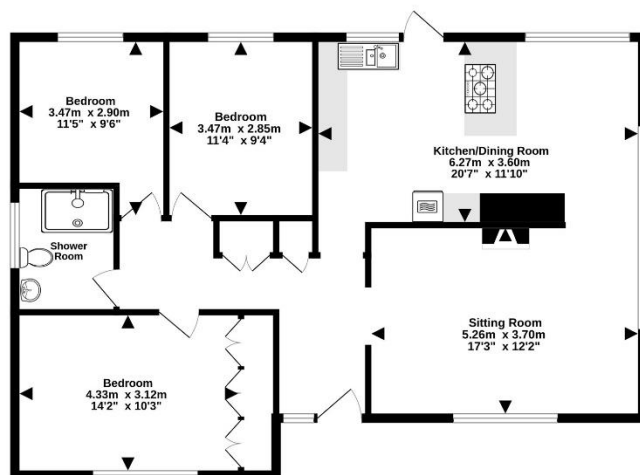 Bedroom
3.47m x 2.90m
11'5" x 9'6"
Bedroom
3.47m x 2.85m
11'4" x 9'4"
Kitchen/Dining Room
6.27m x 3.60m
20'7" x 11'10"
Shower
Room
Sitting Room
5.26m x 3.70m
17'3" x 12'2"
Bedroom
4.33m x 3.12m
14'2" x 10'3"